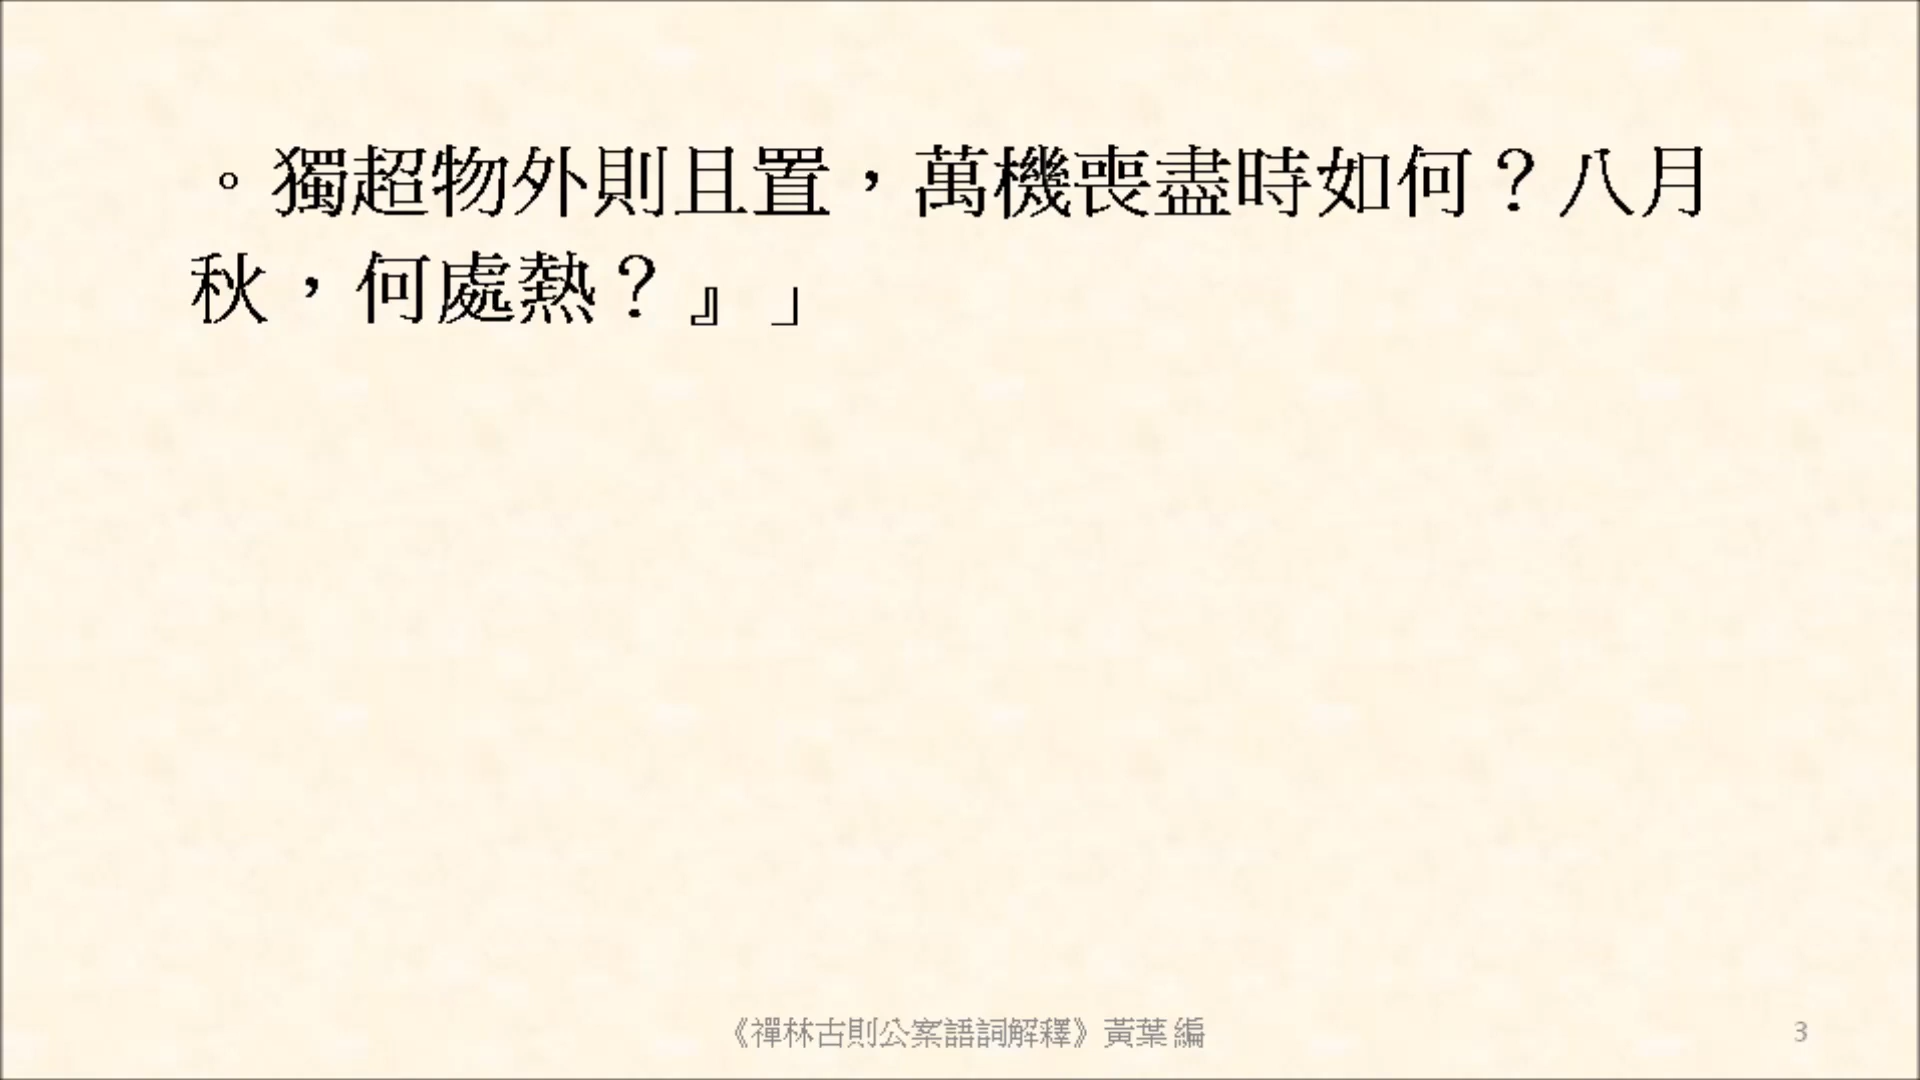 。獨超物外則且置，萬機喪盡時如何？八月
秋，何處熱？』」
《禪林古則公案語詞解釋》黃葉 編
3